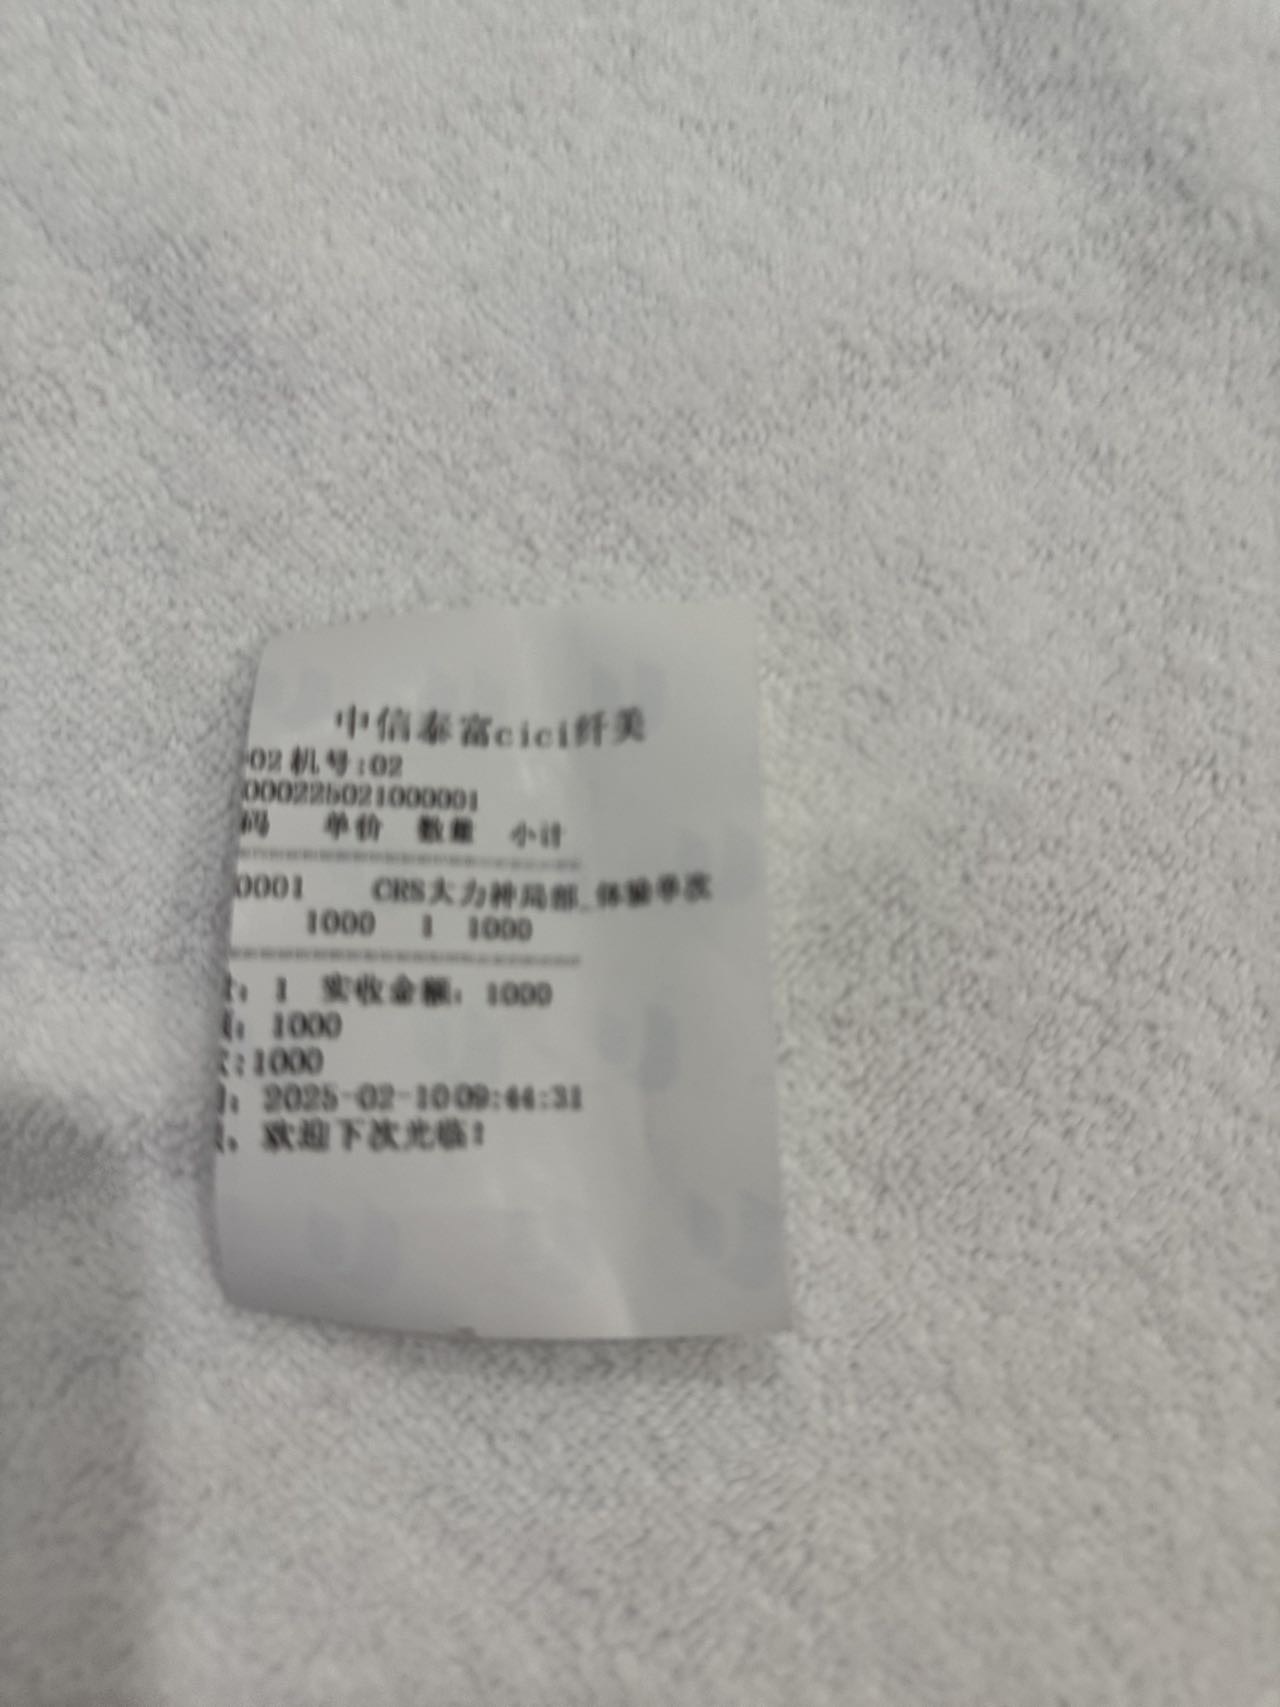 中信泰富cici纤美
02 机号:02
000225021000001
码 单价 数量 小计
0001 CRS大力神局部_体验单次
1000 1 1000
: 1 实收金额: 1000
: 1000
:1000
: 2025-02-10 09:44:31
, 欢迎下次光临!